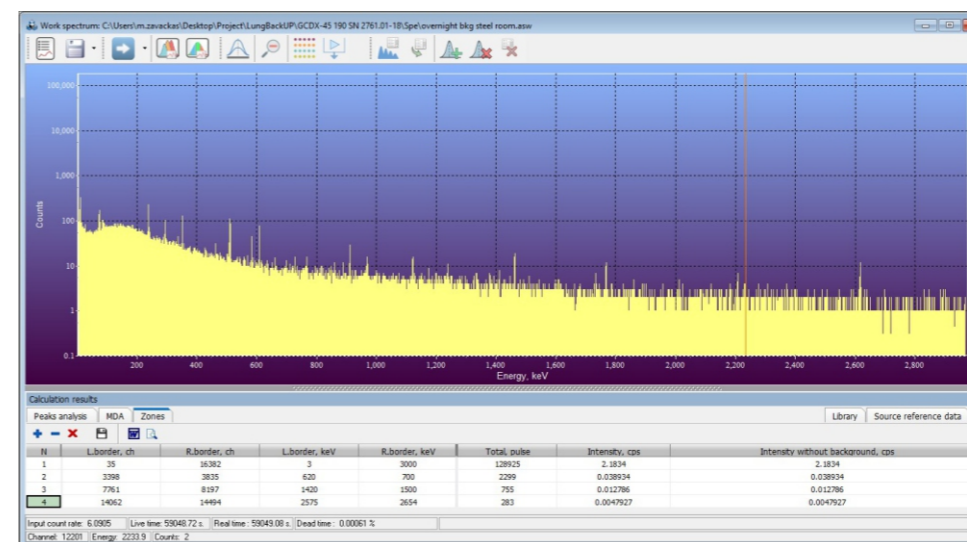 Work spectrum: C:\Users\m.zavackas\Desktop\Project\LungBackUP\GCDX-45 190 SN 2761.01-18\Spe\overnight bkg steel room.asw
100,000
10,000
1,000
100
10
1
0.1
Counts
200 400 600 800 1,000 1,200 1,400 1,600 1,800 2,000 2,200 2,400 2,600 2,800
Energy, keV
Calculation results
Peaks analysis MDA Zones Library Source reference data
N L.border, ch R.border, ch L.border, keV R.border, keV Total, pulse Intensity, cps Intensity without background, cps
1 35 16382 3 3000 128925 2.1834 2.1834
2 3398 3835 620 700 2299 0.038934 0.038934
3 7761 8197 1420 1500 755 0.012786 0.012786
4 14062 14494 2575 2654 283 0.0047927 0.0047927
Input count rate: 6.0905 Live time: 59048.72 s. Real time : 59049.08 s. Dead time : 0.00061 %
Channel: 12201 Energy: 2233.9 Counts: 2